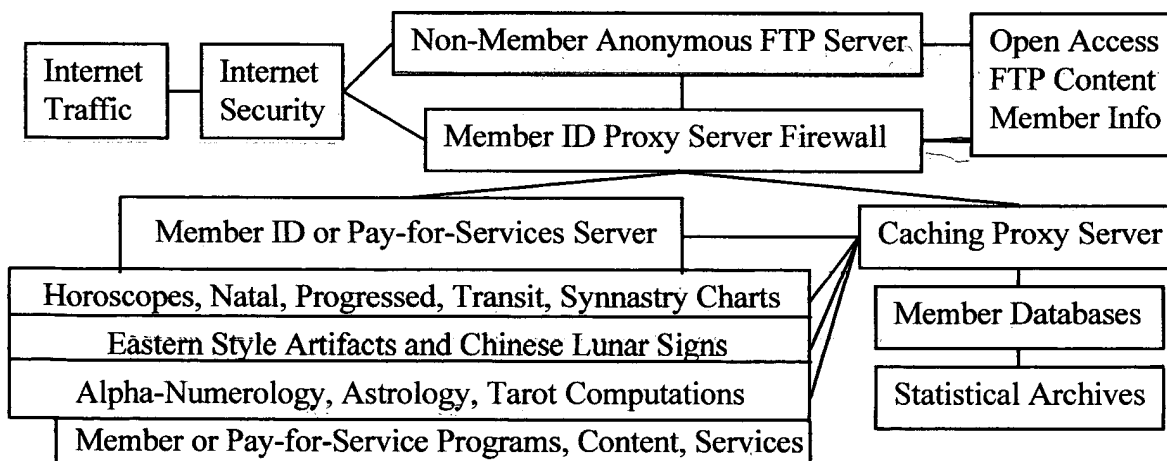 Internet
Traffic
Internet
Security
Non-Member Anonymous FTP Server
Member ID Proxy Server Firewall
Open Access
FTP Content
Member Info
Member ID or Pay-for-Services Server
Caching Proxy Server
Horoscopes, Natal, Progressed, Transit, Synnastry Charts
Eastern Style Artifacts and Chinese Lunar Signs
Alpha-Numerology, Astrology, Tarot Computations
Member or Pay-for-Service Programs, Content, Services
Member Databases
Statistical Archives